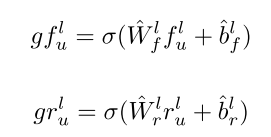 gf_u^l = σ(Ŵ_f^l f_u^l + b̂_f^l)
gr_u^l = σ(Ŵ_r^l r_u^l + b̂_r^l)